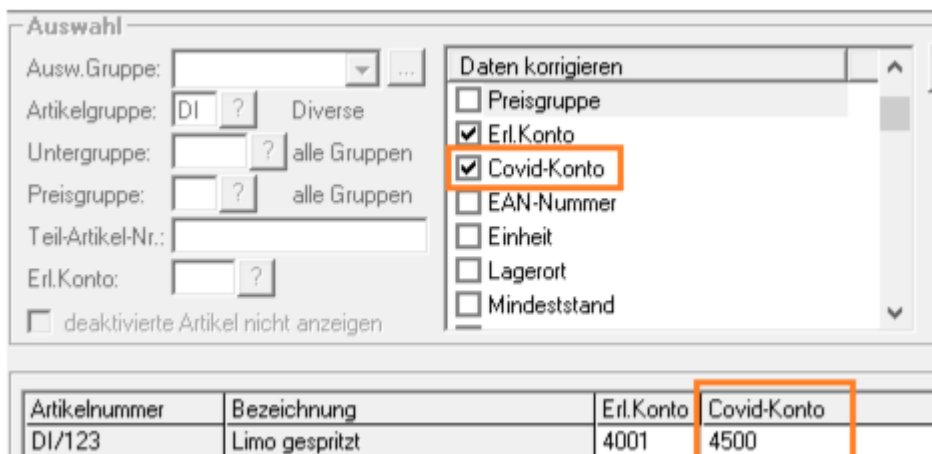 Auswahl
Ausw.Gruppe: ...
Artikelgruppe: DI ? Diverse
Untergruppe: ? alle Gruppen
Preisgruppe: ? alle Gruppen
Teil-Artikel-Nr.:
Erl.Konto: ?
deaktivierte Artikel nicht anzeigen
Daten korrigieren
Preisgruppe
Erl.Konto
Covid-Konto
EAN-Nummer
Einheit
Lagerort
Mindeststand
Artikelnummer Bezeichnung Erl.Konto Covid-Konto
DI/123 Limo gespritzt 4001 4500